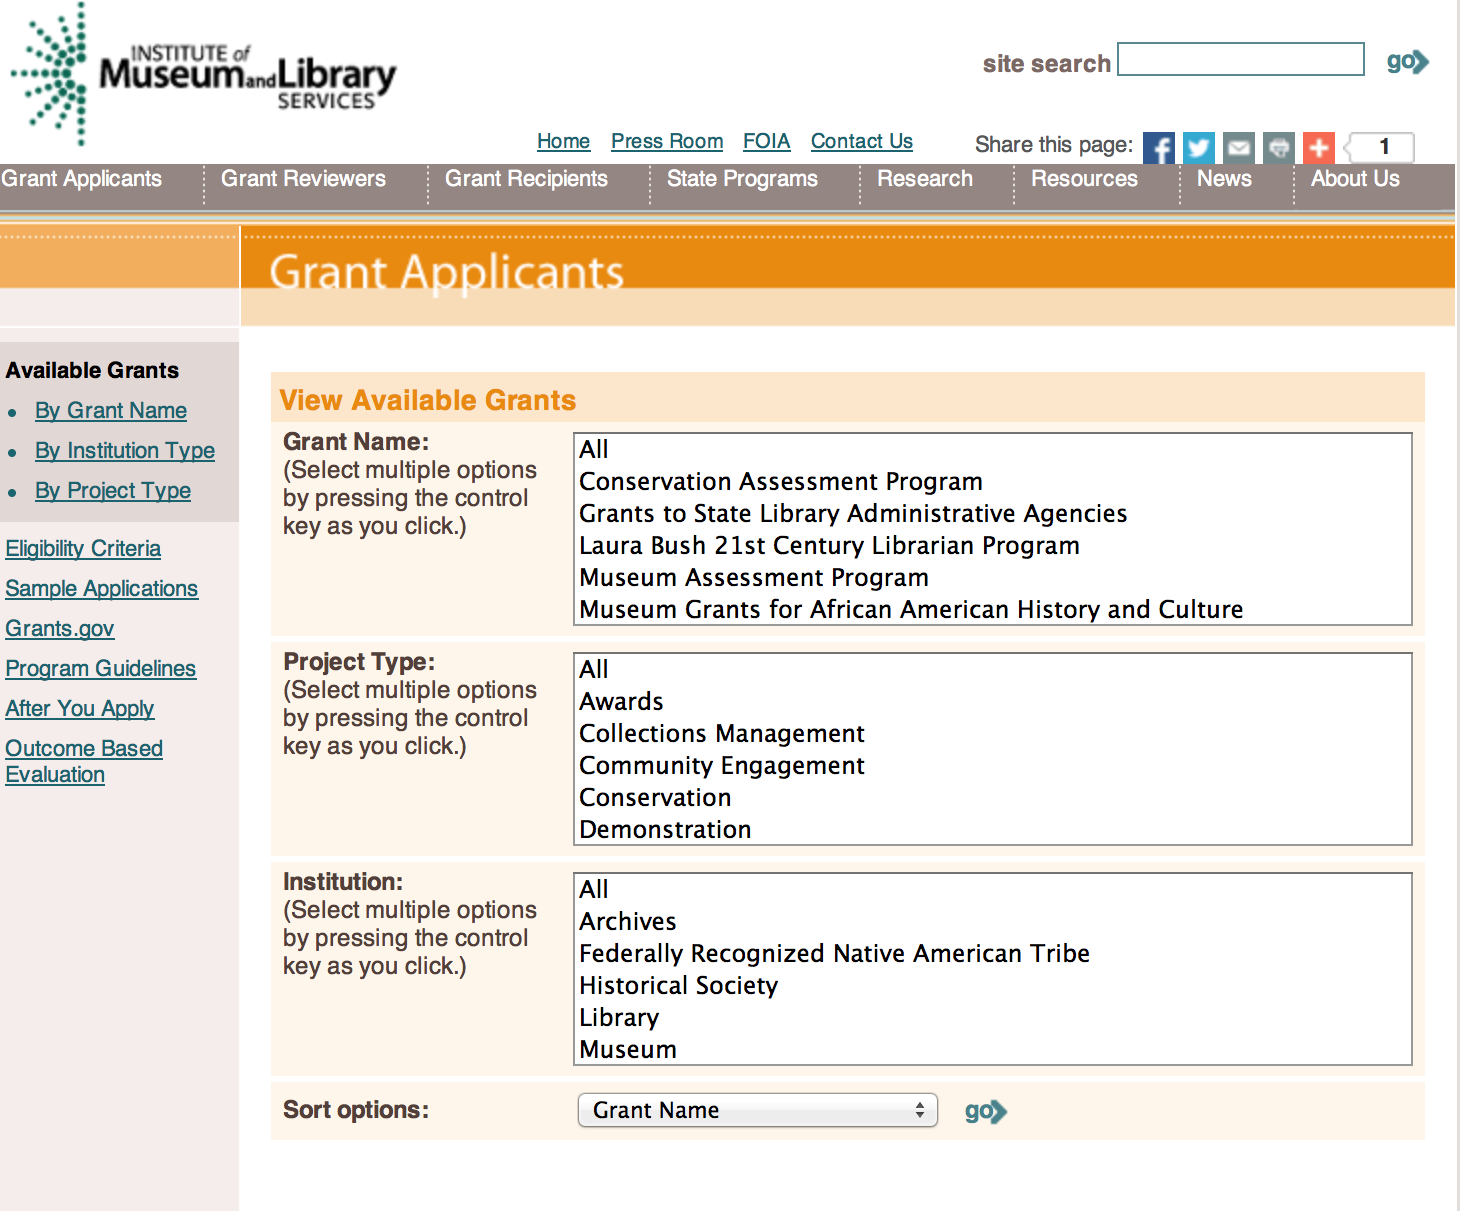 INSTITUTE of
Museum and Library
SERVICES
site search
go
Home Press Room FOIA Contact Us Share this page: 1
Grant Applicants Grant Reviewers Grant Recipients State Programs Research Resources News About Us
Grant Applicants
Available Grants
• By Grant Name
• By Institution Type
• By Project Type
Eligibility Criteria
Sample Applications
Grants.gov
Program Guidelines
After You Apply
Outcome Based
Evaluation
View Available Grants
Grant Name:
(Select multiple options
by pressing the control
key as you click.)
All
Conservation Assessment Program
Grants to State Library Administrative Agencies
Laura Bush 21st Century Librarian Program
Museum Assessment Program
Museum Grants for African American History and Culture
Project Type:
(Select multiple options
by pressing the control
key as you click.)
All
Awards
Collections Management
Community Engagement
Conservation
Demonstration
Institution:
(Select multiple options
by pressing the control
key as you click.)
All
Archives
Federally Recognized Native American Tribe
Historical Society
Library
Museum
Sort options: Grant Name go